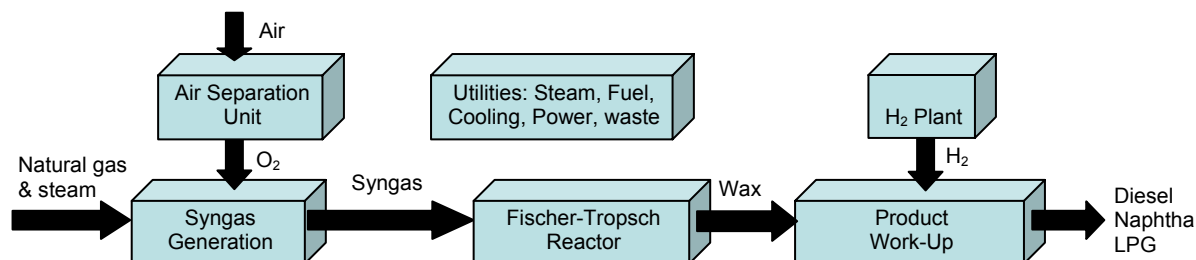 Air
Air Separation
Unit
Utilities: Steam, Fuel,
Cooling, Power, waste
H₂ Plant
O₂
H₂
Natural gas
& steam
Syngas
Generation
Syngas
Fischer-Tropsch
Reactor
Wax
Product
Work-Up
Diesel
Naphtha
LPG